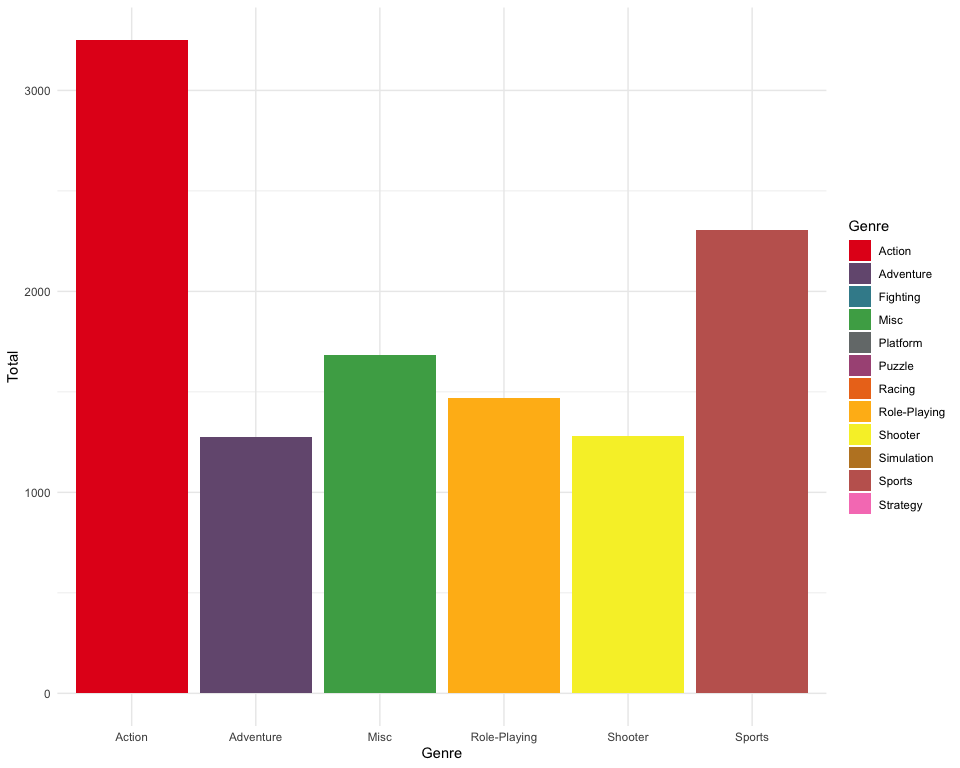 3000
2000
1000
0
Total
Action
Adventure
Misc
Role-Playing
Shooter
Sports
Genre
Genre
Action
Adventure
Fighting
Misc
Platform
Puzzle
Racing
Role-Playing
Shooter
Simulation
Sports
Strategy